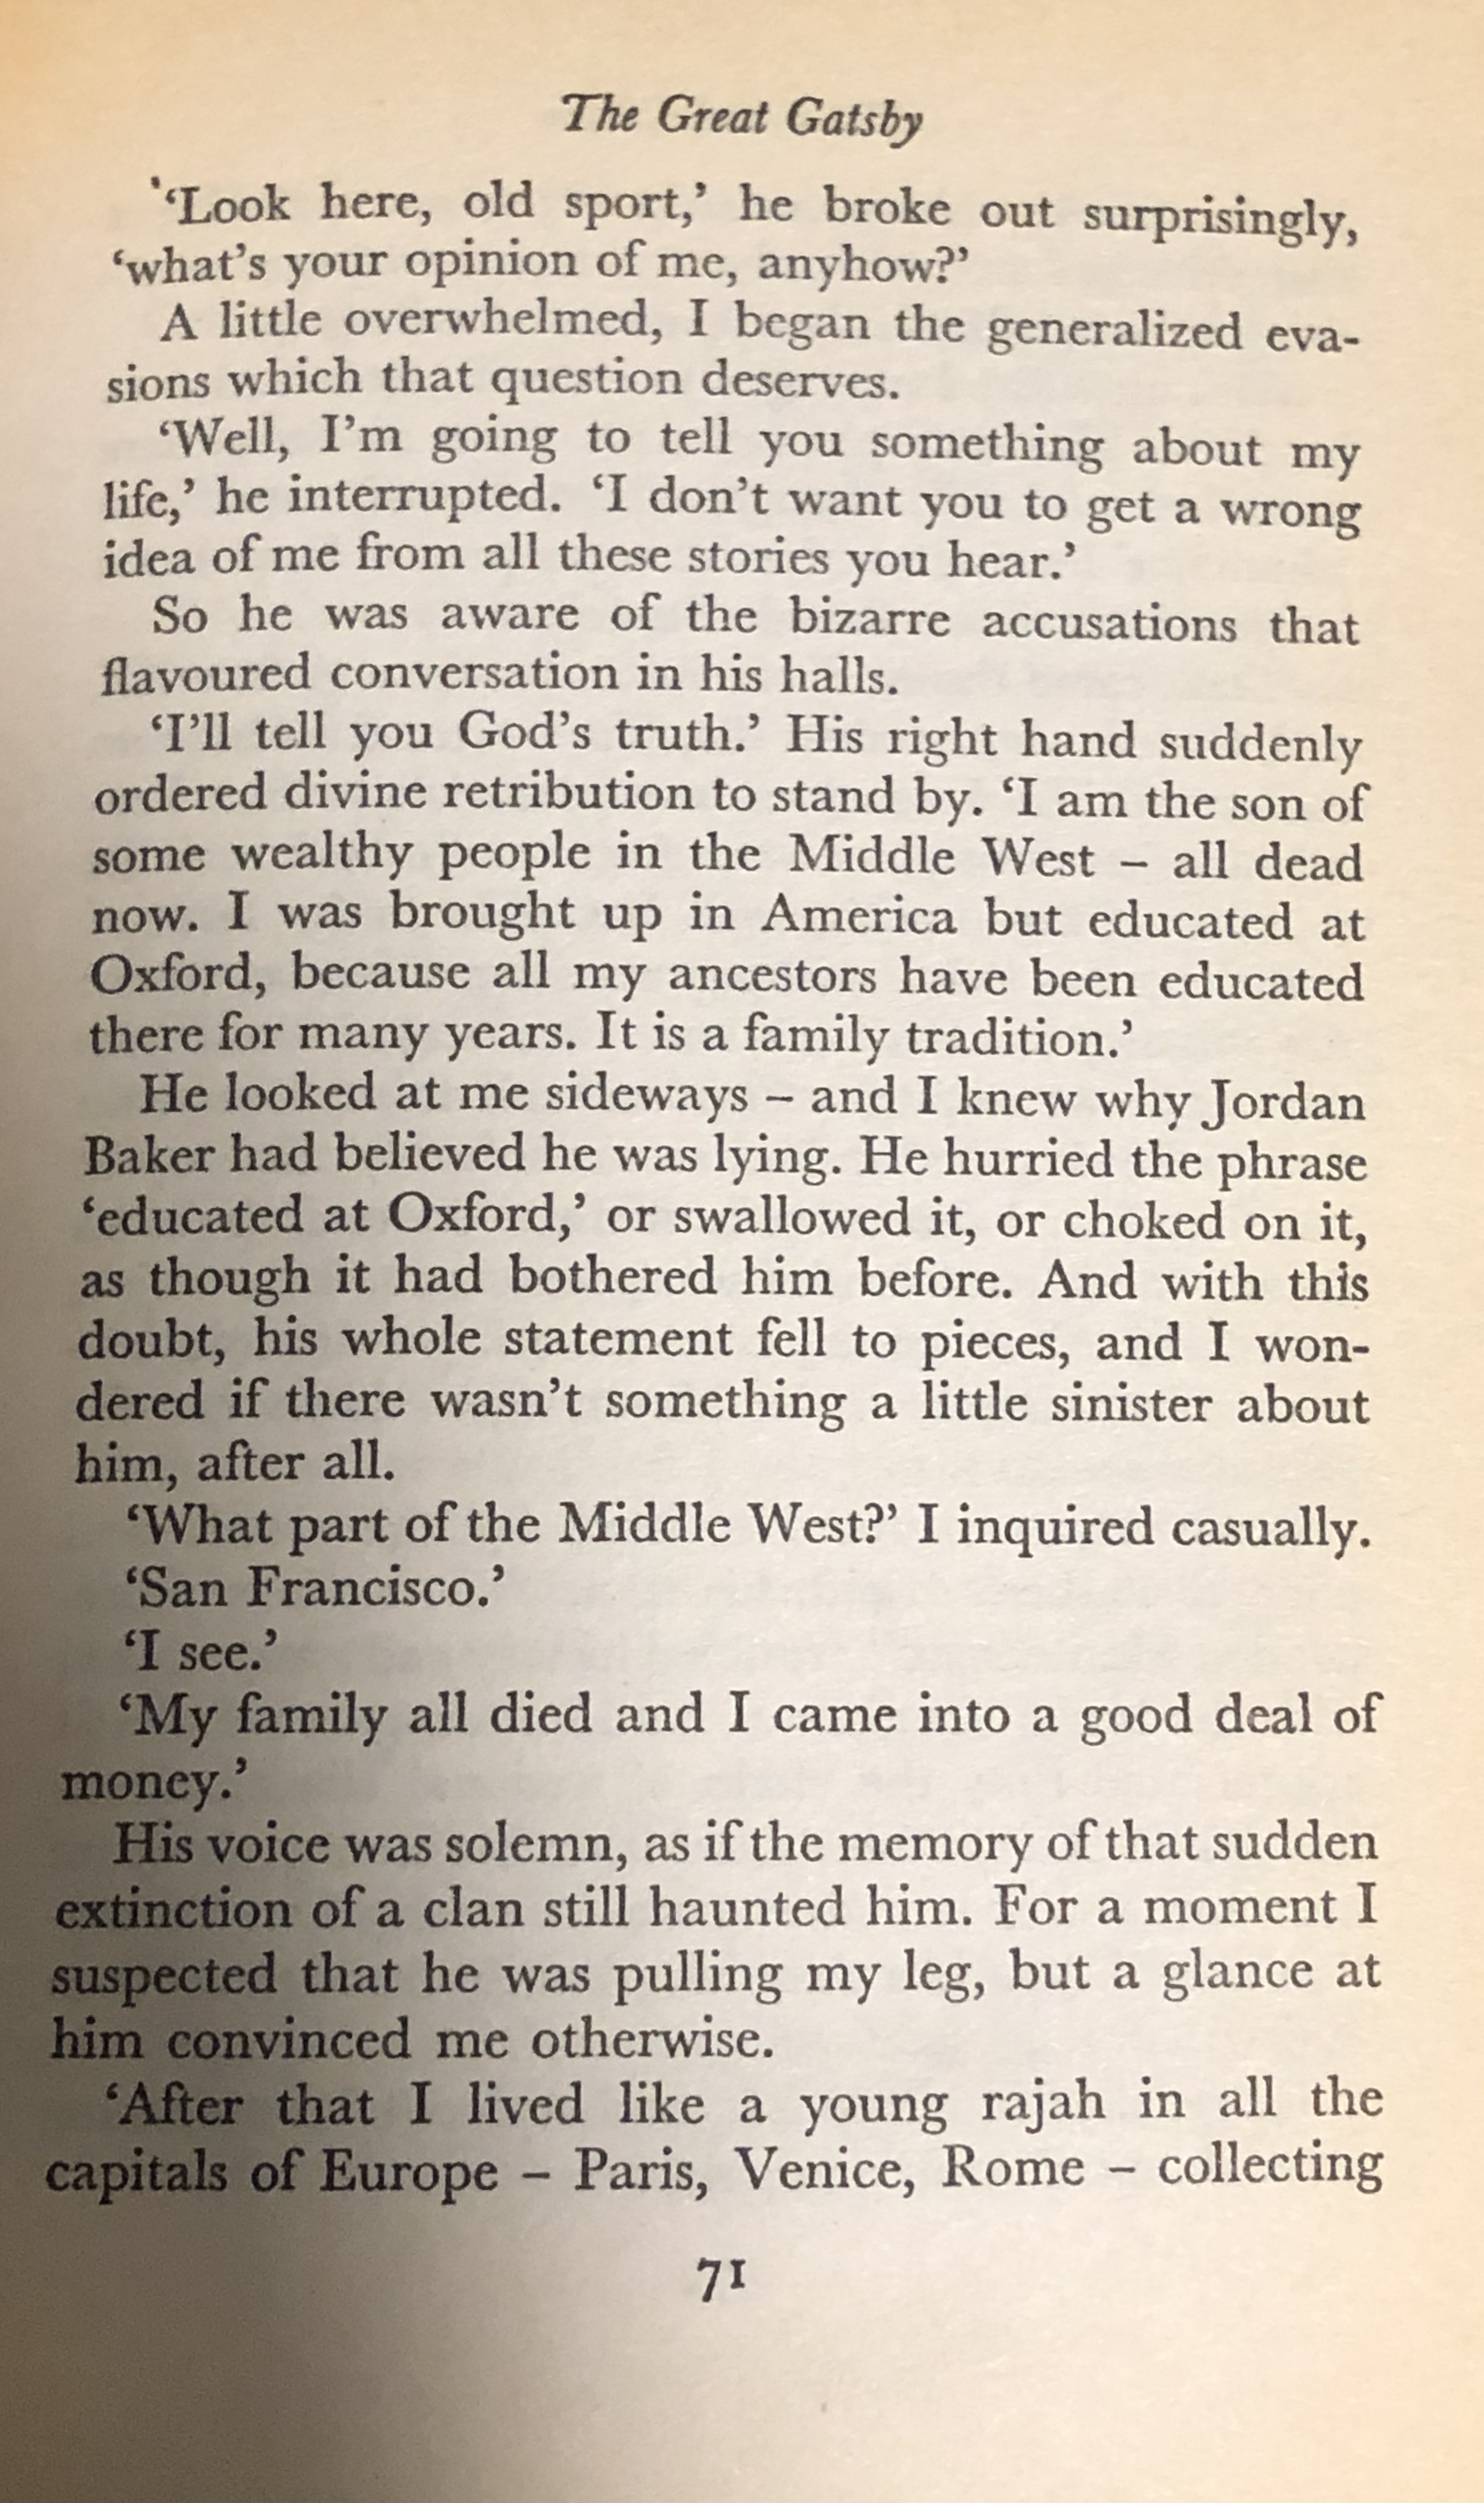 The Great Gatsby
‘Look here, old sport,’ he broke out surprisingly,
‘what’s your opinion of me, anyhow?’
A little overwhelmed, I began the generalized eva-
sions which that question deserves.
‘Well, I’m going to tell you something about my
life,’ he interrupted. ‘I don’t want you to get a wrong
idea of me from all these stories you hear.’
So he was aware of the bizarre accusations that
flavoured conversation in his halls.
‘I’ll tell you God’s truth.’ His right hand suddenly
ordered divine retribution to stand by. ‘I am the son of
some wealthy people in the Middle West – all dead
now. I was brought up in America but educated at
Oxford, because all my ancestors have been educated
there for many years. It is a family tradition.’
He looked at me sideways – and I knew why Jordan
Baker had believed he was lying. He hurried the phrase
‘educated at Oxford,’ or swallowed it, or choked on it,
as though it had bothered him before. And with this
doubt, his whole statement fell to pieces, and I won-
dered if there wasn’t something a little sinister about
him, after all.
‘What part of the Middle West?’ I inquired casually.
‘San Francisco.’
‘I see.’
‘My family all died and I came into a good deal of
money.’
His voice was solemn, as if the memory of that sudden
extinction of a clan still haunted him. For a moment I
suspected that he was pulling my leg, but a glance at
him convinced me otherwise.
‘After that I lived like a young rajah in all the
capitals of Europe – Paris, Venice, Rome – collecting
71